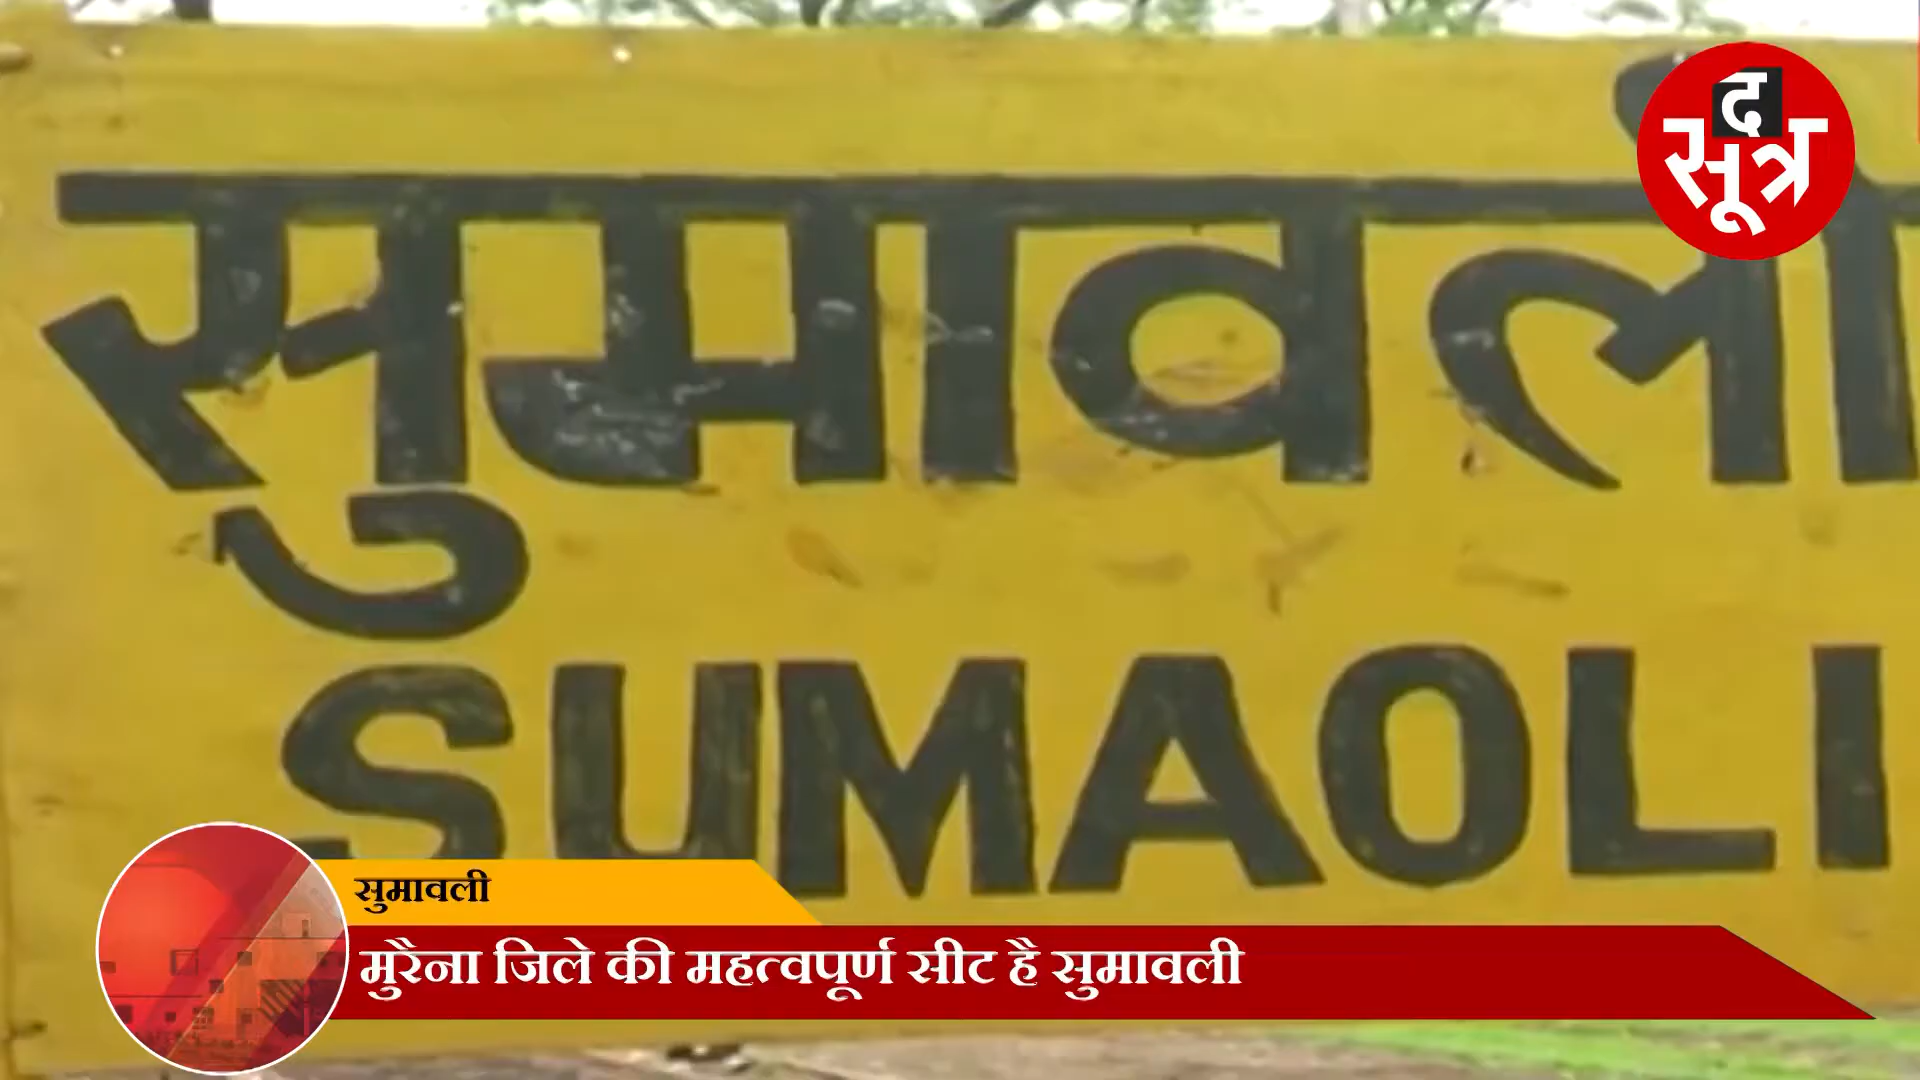 द
सूत्र
सुमावली
SUMAOLI
सुमावली
मुरैना जिले की महत्वपूर्ण सीट है सुमावली